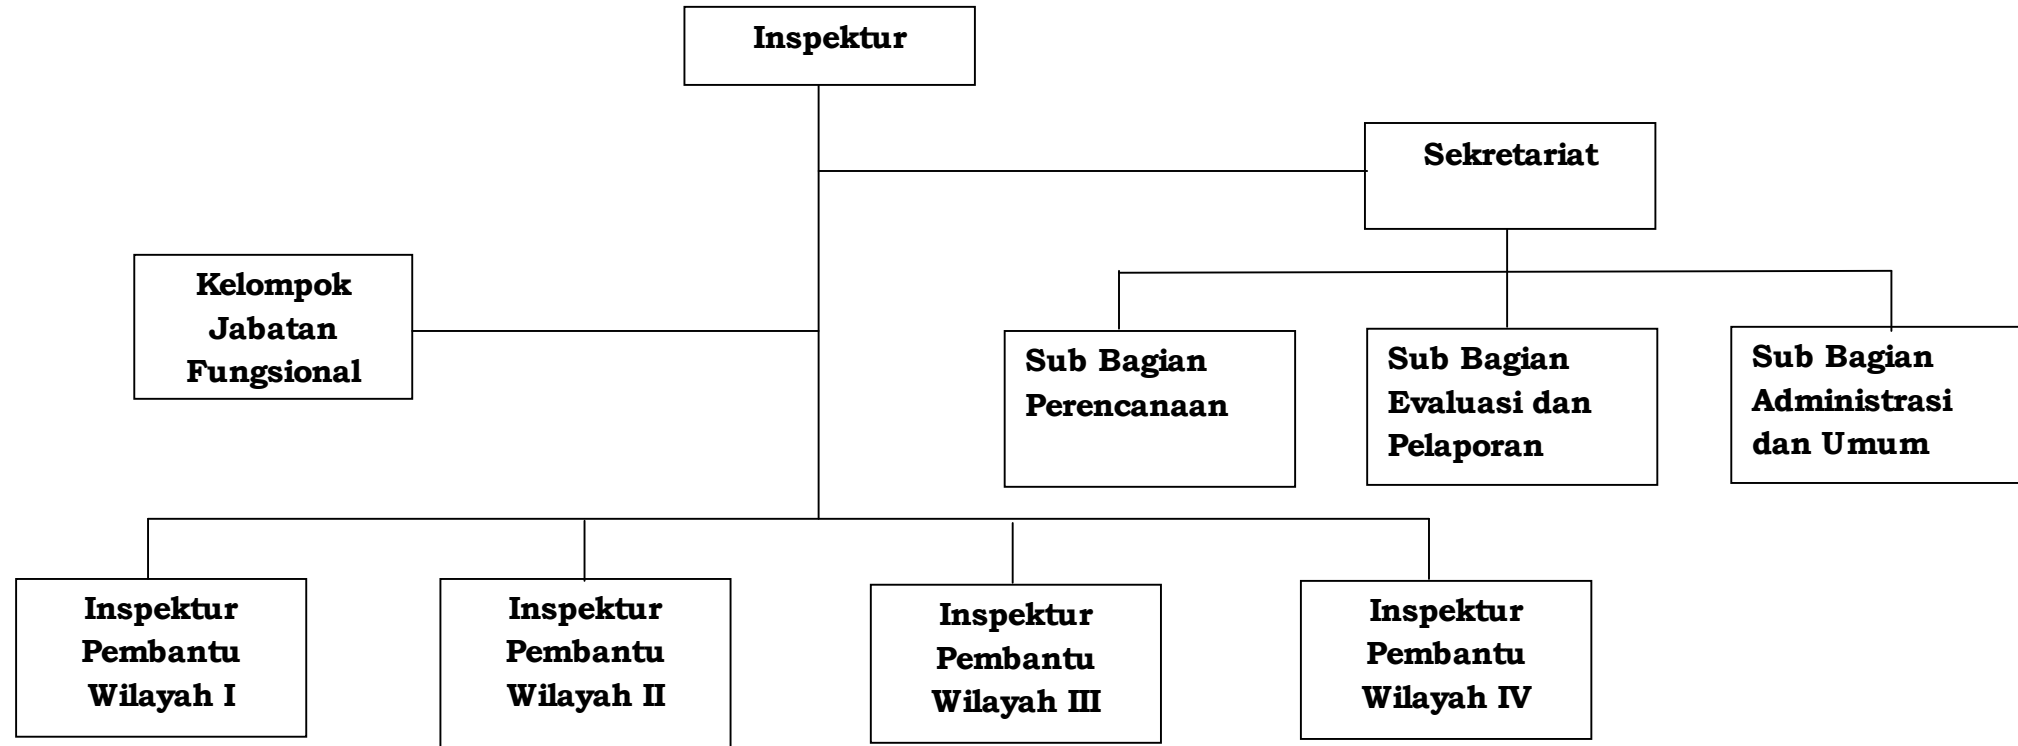 Inspektur
Sekretariat
Kelompok
Jabatan
Fungsional
Sub Bagian
Perencanaan
Sub Bagian
Evaluasi dan
Pelaporan
Sub Bagian
Administrasi
dan Umum
Inspektur
Pembantu
Wilayah I
Inspektur
Pembantu
Wilayah II
Inspektur
Pembantu
Wilayah III
Inspektur
Pembantu
Wilayah IV